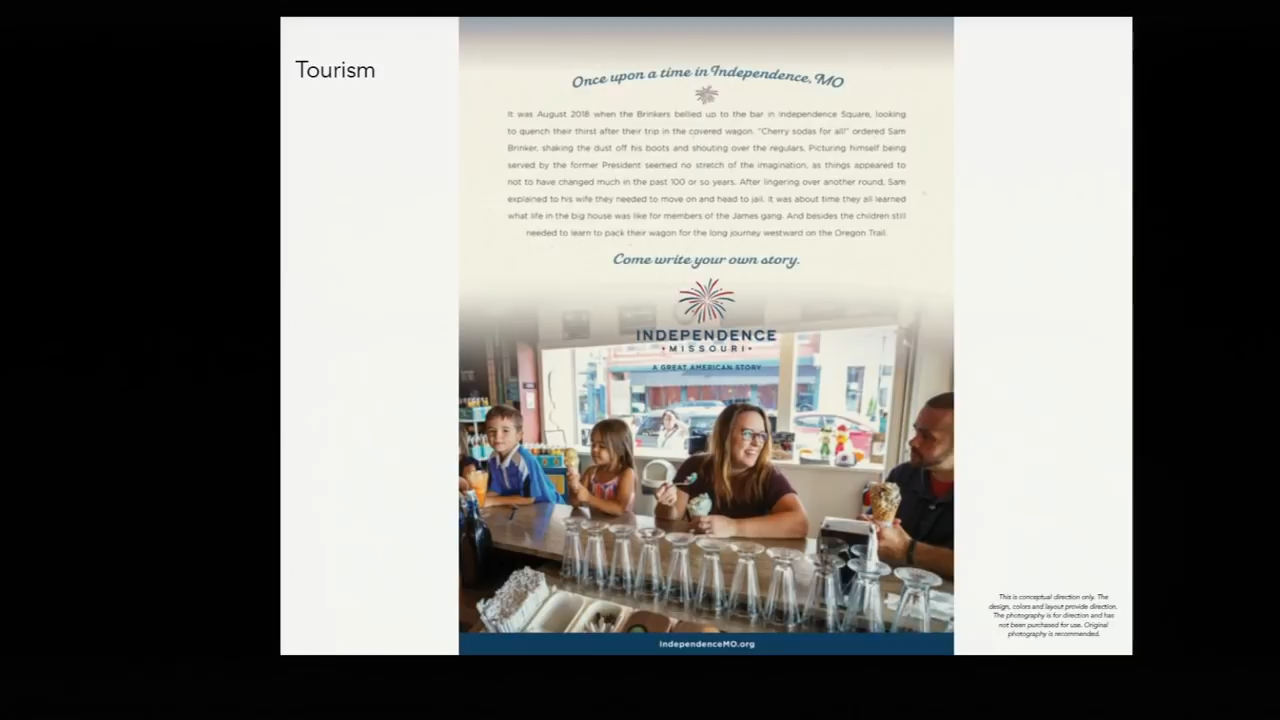 Tourism
Once upon a time in Independence, MO
It was August 2018 when the Brinkers bellied up to the bar in Independence Square, looking
to quench their thirst after their trip in the covered wagon. "Cherry sodas for all!" ordered Sam
Brinker, shaking the dust off his boots and shouting over the regulars. Picturing himself being
served by the former President seemed no stretch of the imagination, as things appeared to
not to have changed much in the past 100 or so years. After lingering over another round, Sam
explained to his wife they needed to move on and head to jail. It was about time they all learned
what life in the big house was like for members of the James gang. And besides the children still
needed to learn to pack their wagon for the long journey westward on the Oregon Trail.
Come write your own story.
INDEPENDENCE
• MISSOURI •
A GREAT AMERICAN STORY
IndependenceMO.org
This is conceptual direction only. The
design, colors and layout provide direction.
The photography is for direction and has
not been purchased for use. Original
photography is recommended.